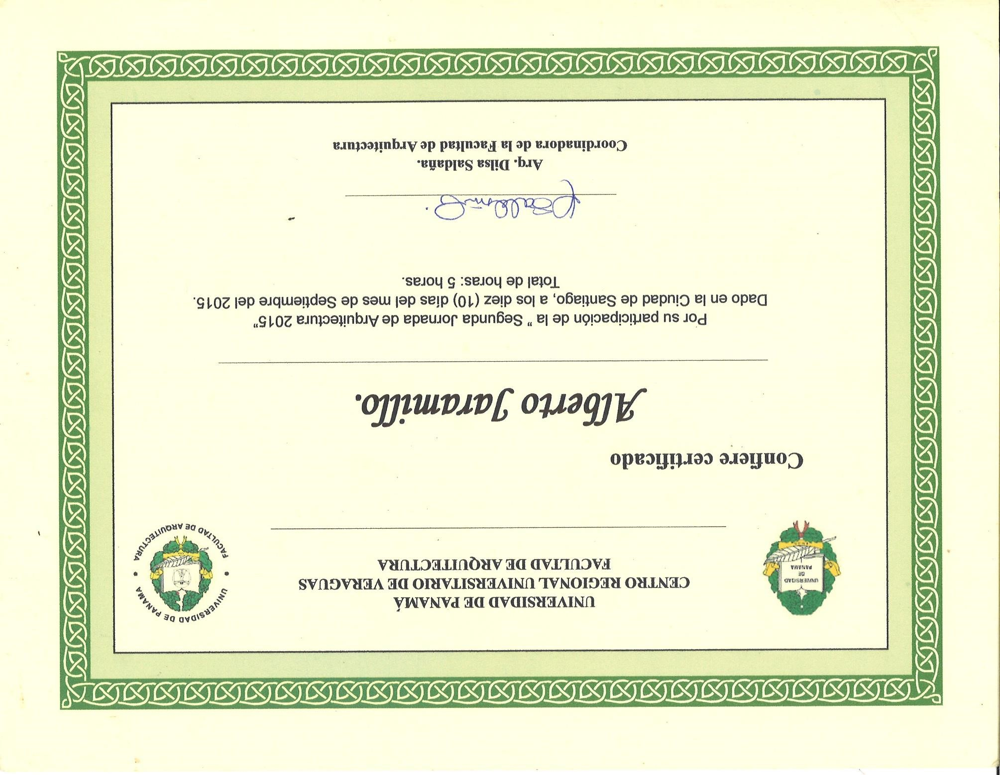 UNIVERSIDAD DE PANAMÁ
CENTRO REGIONAL UNIVERSITARIO DE VERAGUAS
FACULTAD DE ARQUITECTURA
UNIVERSIDAD
DE
PANAMÁ
1935
UNIVERSIDAD DE PANAMA
FACULTAD DE ARQUITECTURA
Confiere certificado
Alberto Jaramillo.
Por su participación de la " Segunda Jornada de Arquitectura 2015"
Dado en la Ciudad de Santiago, a los diez (10) días del mes de Septiembre del 2015.
Total de horas: 5 horas.
Arq. Dilsa Saldaña.
Coordinadora de la Facultad de Arquitectura